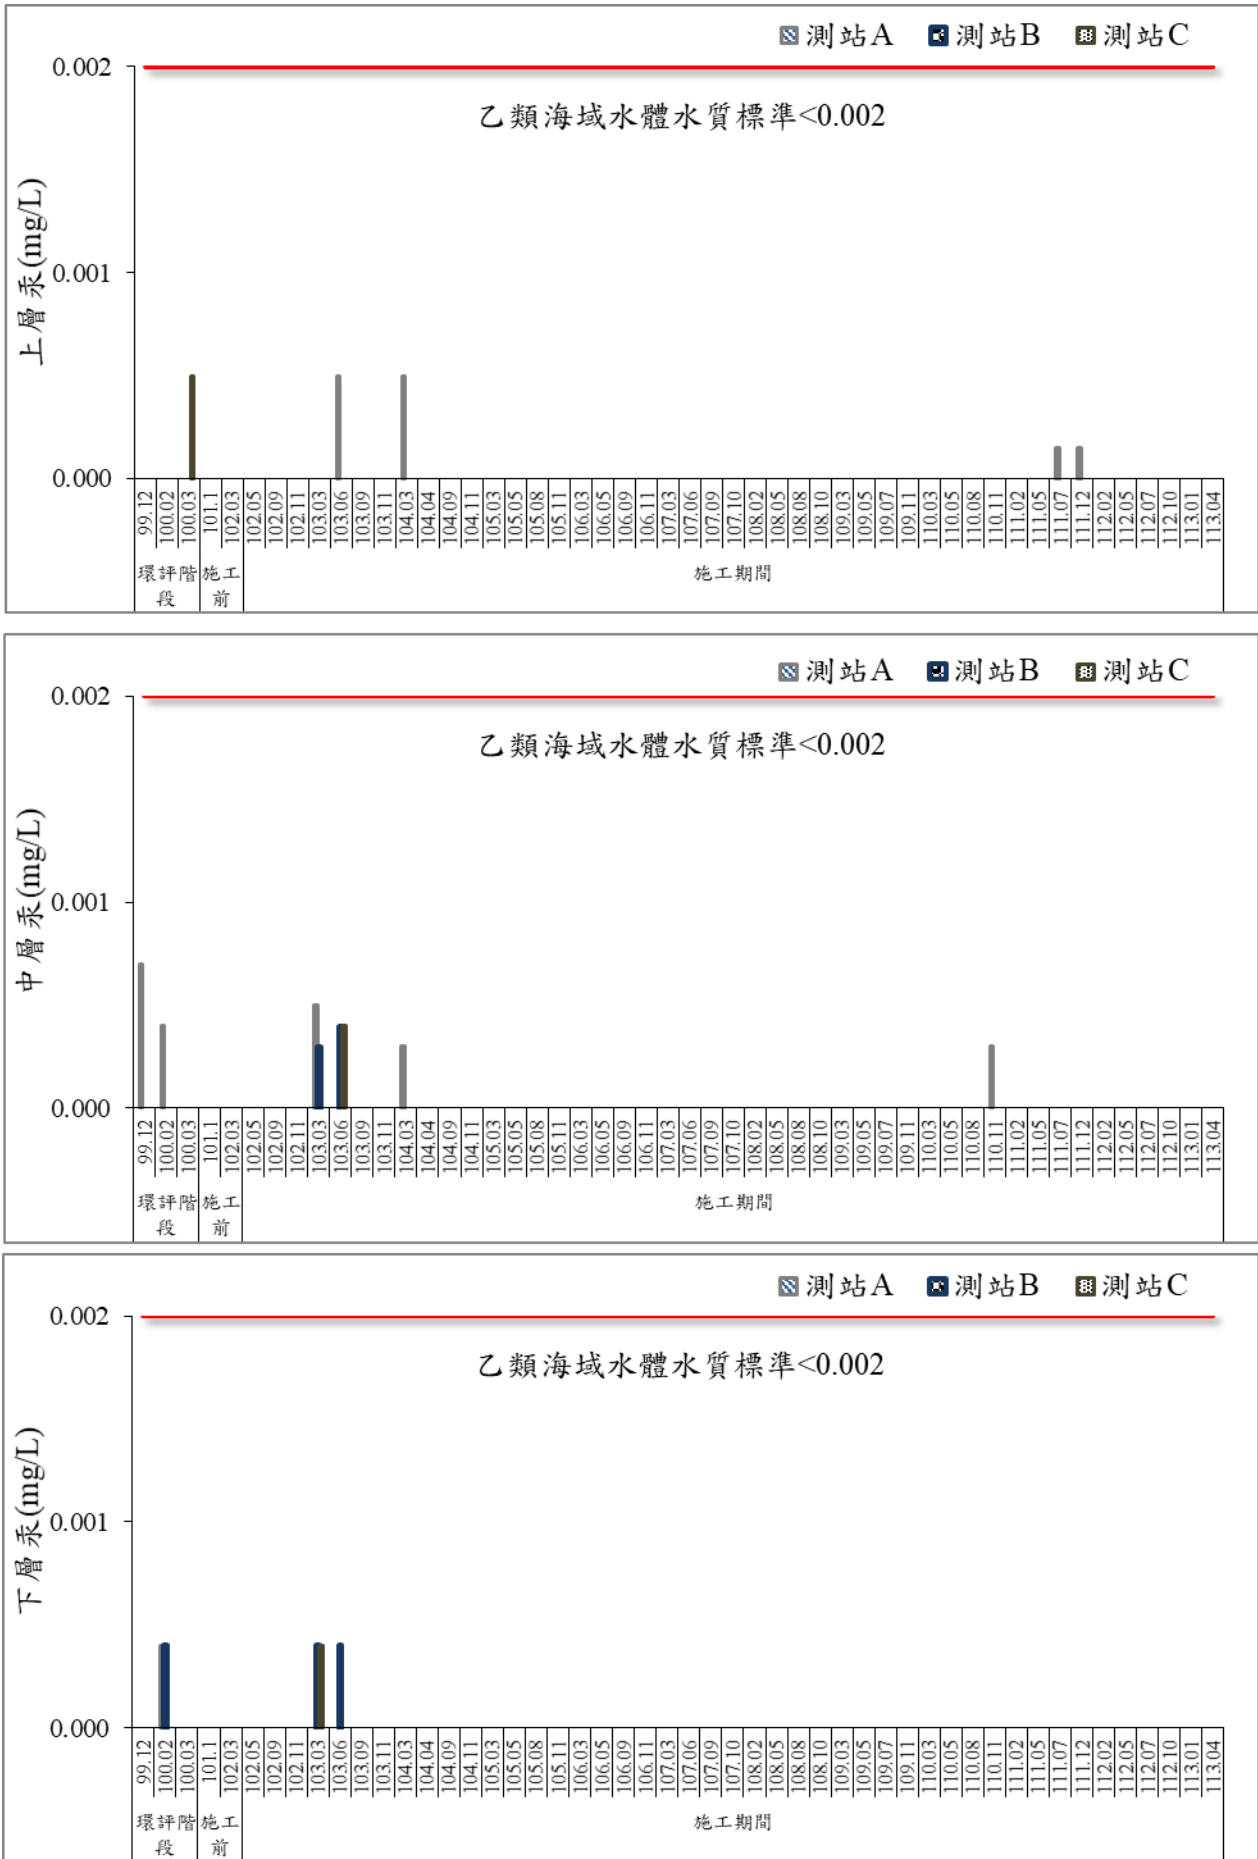 測站A 測站B 測站C
0.002
乙類海域水體水質標準<0.002
上層汞(mg/L)
0.001
0.000
99.12 100.02 100.03 101.1 102.03 102.05 102.09 102.11 103.03 103.06 103.09 103.11 104.03 104.04 104.09 104.11 105.03 105.05 105.08 105.11 106.03 106.05 106.09 106.11 107.03 107.06 107.09 107.10 108.02 108.05 108.08 108.10 109.03 109.05 109.07 109.11 110.03 110.05 110.08 110.11 111.02 111.05 111.07 111.12 112.02 112.05 112.07 112.10 113.01 113.04
環評階段 施工前 施工期間
測站A 測站B 測站C
0.002
乙類海域水體水質標準<0.002
中層汞(mg/L)
0.001
0.000
99.12 100.02 100.03 101.1 102.03 102.05 102.09 102.11 103.03 103.06 103.09 103.11 104.03 104.04 104.09 104.11 105.03 105.05 105.08 105.11 106.03 106.05 106.09 106.11 107.03 107.06 107.09 107.10 108.02 108.05 108.08 108.10 109.03 109.05 109.07 109.11 110.03 110.05 110.08 110.11 111.02 111.05 111.07 111.12 112.02 112.05 112.07 112.10 113.01 113.04
環評階段 施工前 施工期間
測站A 測站B 測站C
0.002
乙類海域水體水質標準<0.002
下層汞(mg/L)
0.001
0.000
99.12 100.02 100.03 101.1 102.03 102.05 102.09 102.11 103.03 103.06 103.09 103.11 104.03 104.04 104.09 104.11 105.03 105.05 105.08 105.11 106.03 106.05 106.09 106.11 107.03 107.06 107.09 107.10 108.02 108.05 108.08 108.10 109.03 109.05 109.07 109.11 110.03 110.05 110.08 110.11 111.02 111.05 111.07 111.12 112.02 112.05 112.07 112.10 113.01 113.04
環評階段 施工前 施工期間